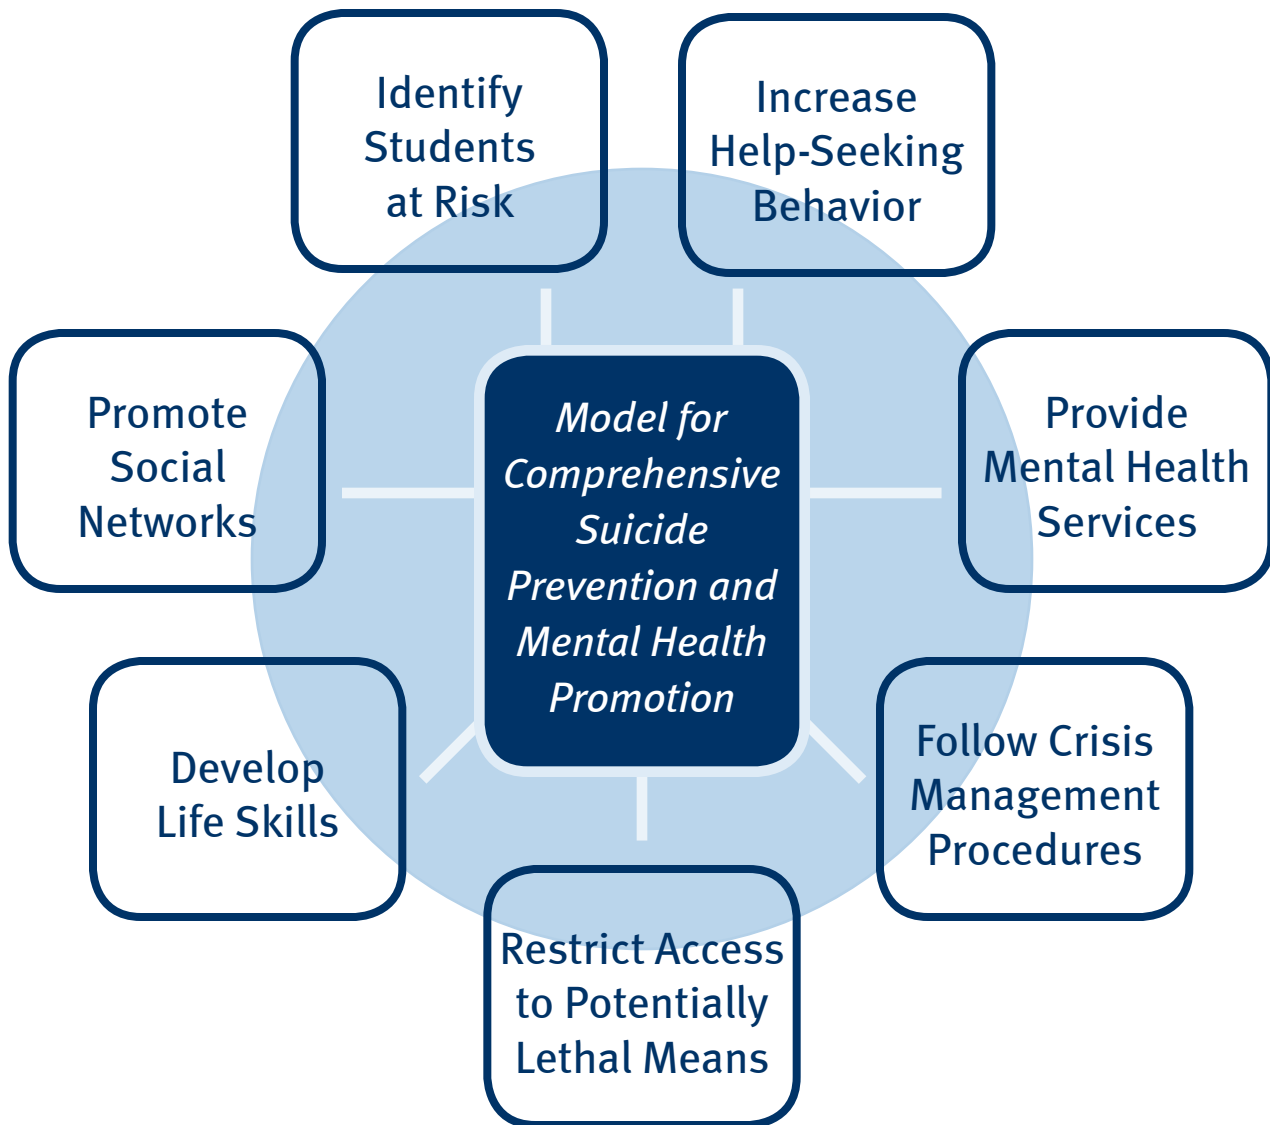 Identify
Students
at Risk
Increase
Help-Seeking
Behavior
Promote
Social
Networks
Model for
Comprehensive
Suicide
Prevention and
Mental Health
Promotion
Provide
Mental Health
Services
Develop
Life Skills
Follow Crisis
Management
Procedures
Restrict Access
to Potentially
Lethal Means